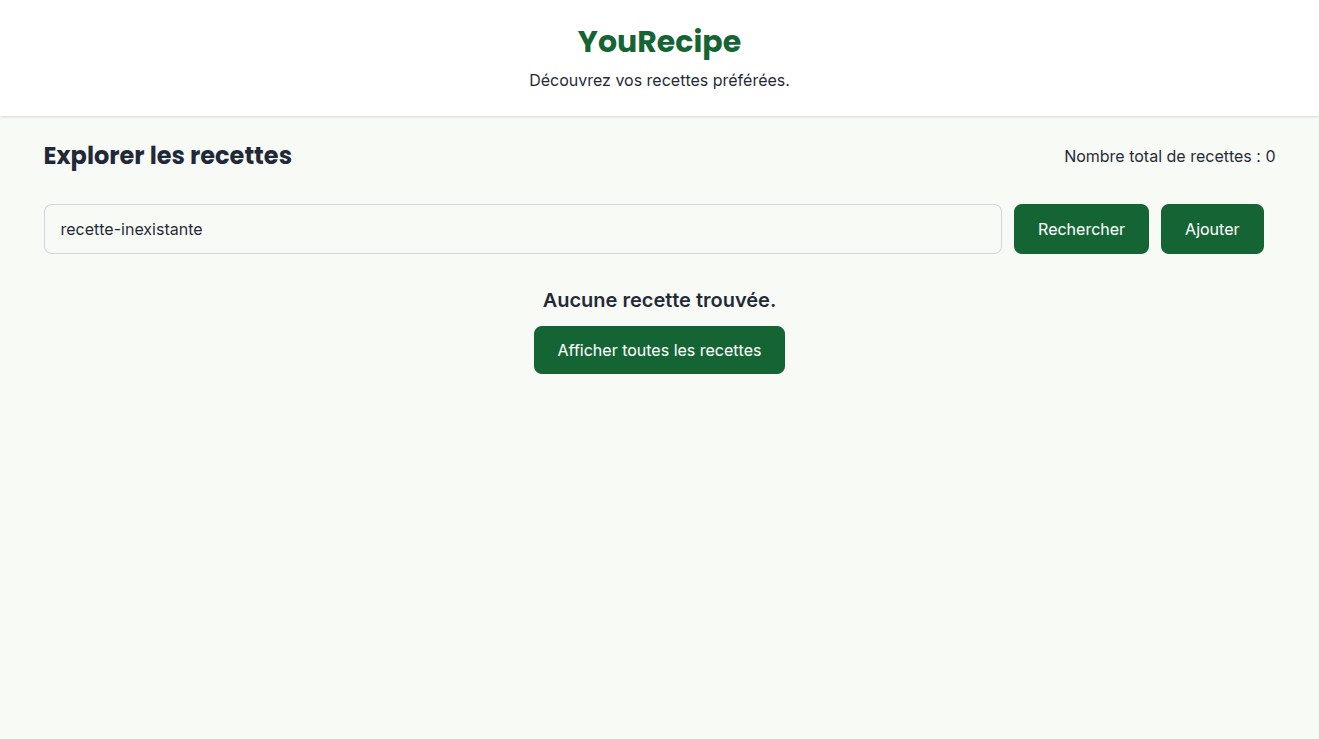 YouRecipe
Découvrez vos recettes préférées.
Explorer les recettes
Nombre total de recettes : 0
recette-inexistante
Rechercher
Ajouter
Aucune recette trouvée.
Afficher toutes les recettes